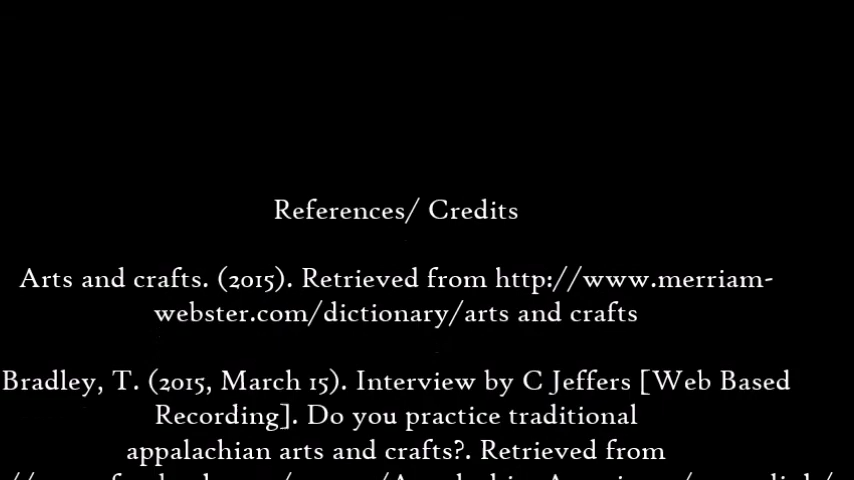 References/ Credits
Arts and crafts. (2015). Retrieved from http://www.merriam-
webster.com/dictionary/arts and crafts
Bradley, T. (2015, March 15). Interview by C Jeffers [Web Based
Recording]. Do you practice traditional
appalachian arts and crafts?. Retrieved from